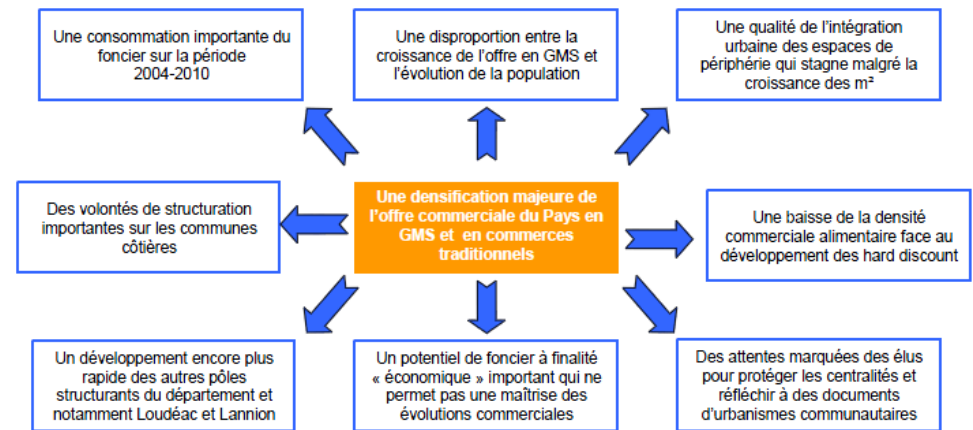 Une consommation importante du
foncier sur la période
2004-2010
Une disproportion entre la
croissance de l'offre en GMS et
l'évolution de la population
Une qualité de l'intégration
urbaine des espaces de
périphérie qui stagne malgré la
croissance des m²
Des volontés de structuration
importantes sur les communes
côtières
Une densification majeure de
l'offre commerciale du Pays en
GMS et en commerces
traditionnels
Une baisse de la densité
commerciale alimentaire face au
développement des hard discount
Un développement encore plus
rapide des autres pôles
structurants du département et
notamment Loudéac et Lannion
Un potentiel de foncier à finalité
« économique » important qui ne
permet pas une maîtrise des
évolutions commerciales
Des attentes marquées des élus
pour protéger les centralités et
réfléchir à des documents
d'urbanismes communautaires